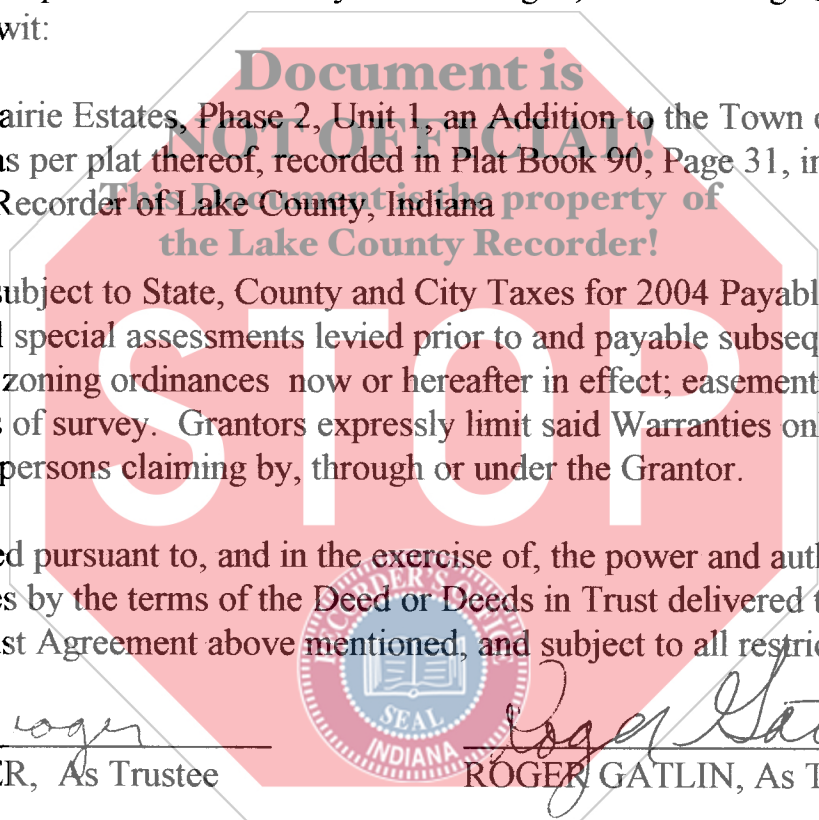 wit:
Document is
airie Estates, Phase 2, Unit 1, an Addition to the Town
NOT OFFICIAL!
as per plat thereof, recorded in Plat Book 90, Page 31, in
This Document is the property of
Recorder of Lake County, Indiana
the Lake County Recorder!
subject to State, County and City Taxes for 2004 Payabl
special assessments levied prior to and payable subseq
zoning ordinances now or hereafter in effect; easement
of survey. Grantors expressly limit said Warranties on
persons claiming by, through or under the Grantor.
STOP
ed pursuant to, and in the exercise of, the power and auth
es by the terms of the Deed or Deeds in Trust delivered t
st Agreement above mentioned, and subject to all restric
RECORDER'S OFFICE
SEAL
INDIANA
roger
Roger Gat
ER, As Trustee
ROGER GATLIN, As T